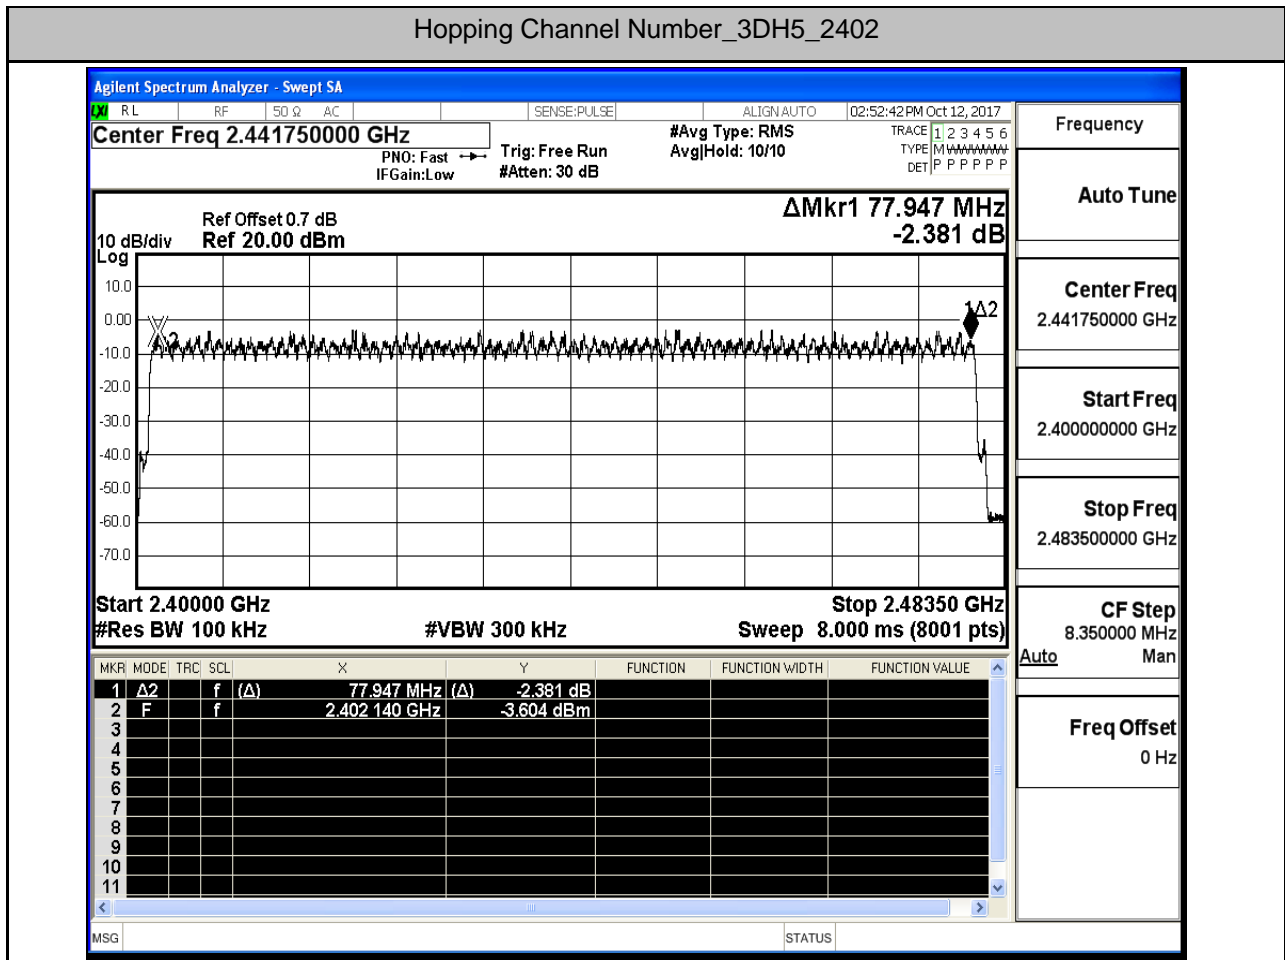 Hopping Channel Number_3DH5_2402
Agilent Spectrum Analyzer - Swept SA
LXI RL RF 50 Ω AC SENSE:PULSE ALIGN AUTO 02:52:42 PM Oct 12, 2017
Center Freq 2.441750000 GHz
PNO: Fast
IFGain:Low
Trig: Free Run
#Atten: 30 dB
#Avg Type: RMS
Avg|Hold: 10/10
TRACE 1 2 3 4 5 6
TYPE M WWWWW
DET P P P P P P
Ref Offset 0.7 dB
10 dB/div Ref 20.00 dBm
Log
ΔMkr1 77.947 MHz
-2.381 dB
10.0
0.00
-10.0
-20.0
-30.0
-40.0
-50.0
-60.0
-70.0
2
1Δ2
Start 2.40000 GHz Stop 2.48350 GHz
#Res BW 100 kHz #VBW 300 kHz Sweep 8.000 ms (8001 pts)
MKR MODE TRC SCL X Y FUNCTION FUNCTION WIDTH FUNCTION VALUE
1 Δ2 f (Δ) 77.947 MHz (Δ) -2.381 dB
2 F f 2.402 140 GHz -3.604 dBm
3
4
5
6
7
8
9
10
11
MSG STATUS
Frequency
Auto Tune
Center Freq
2.441750000 GHz
Start Freq
2.400000000 GHz
Stop Freq
2.483500000 GHz
CF Step
8.350000 MHz
Auto Man
Freq Offset
0 Hz